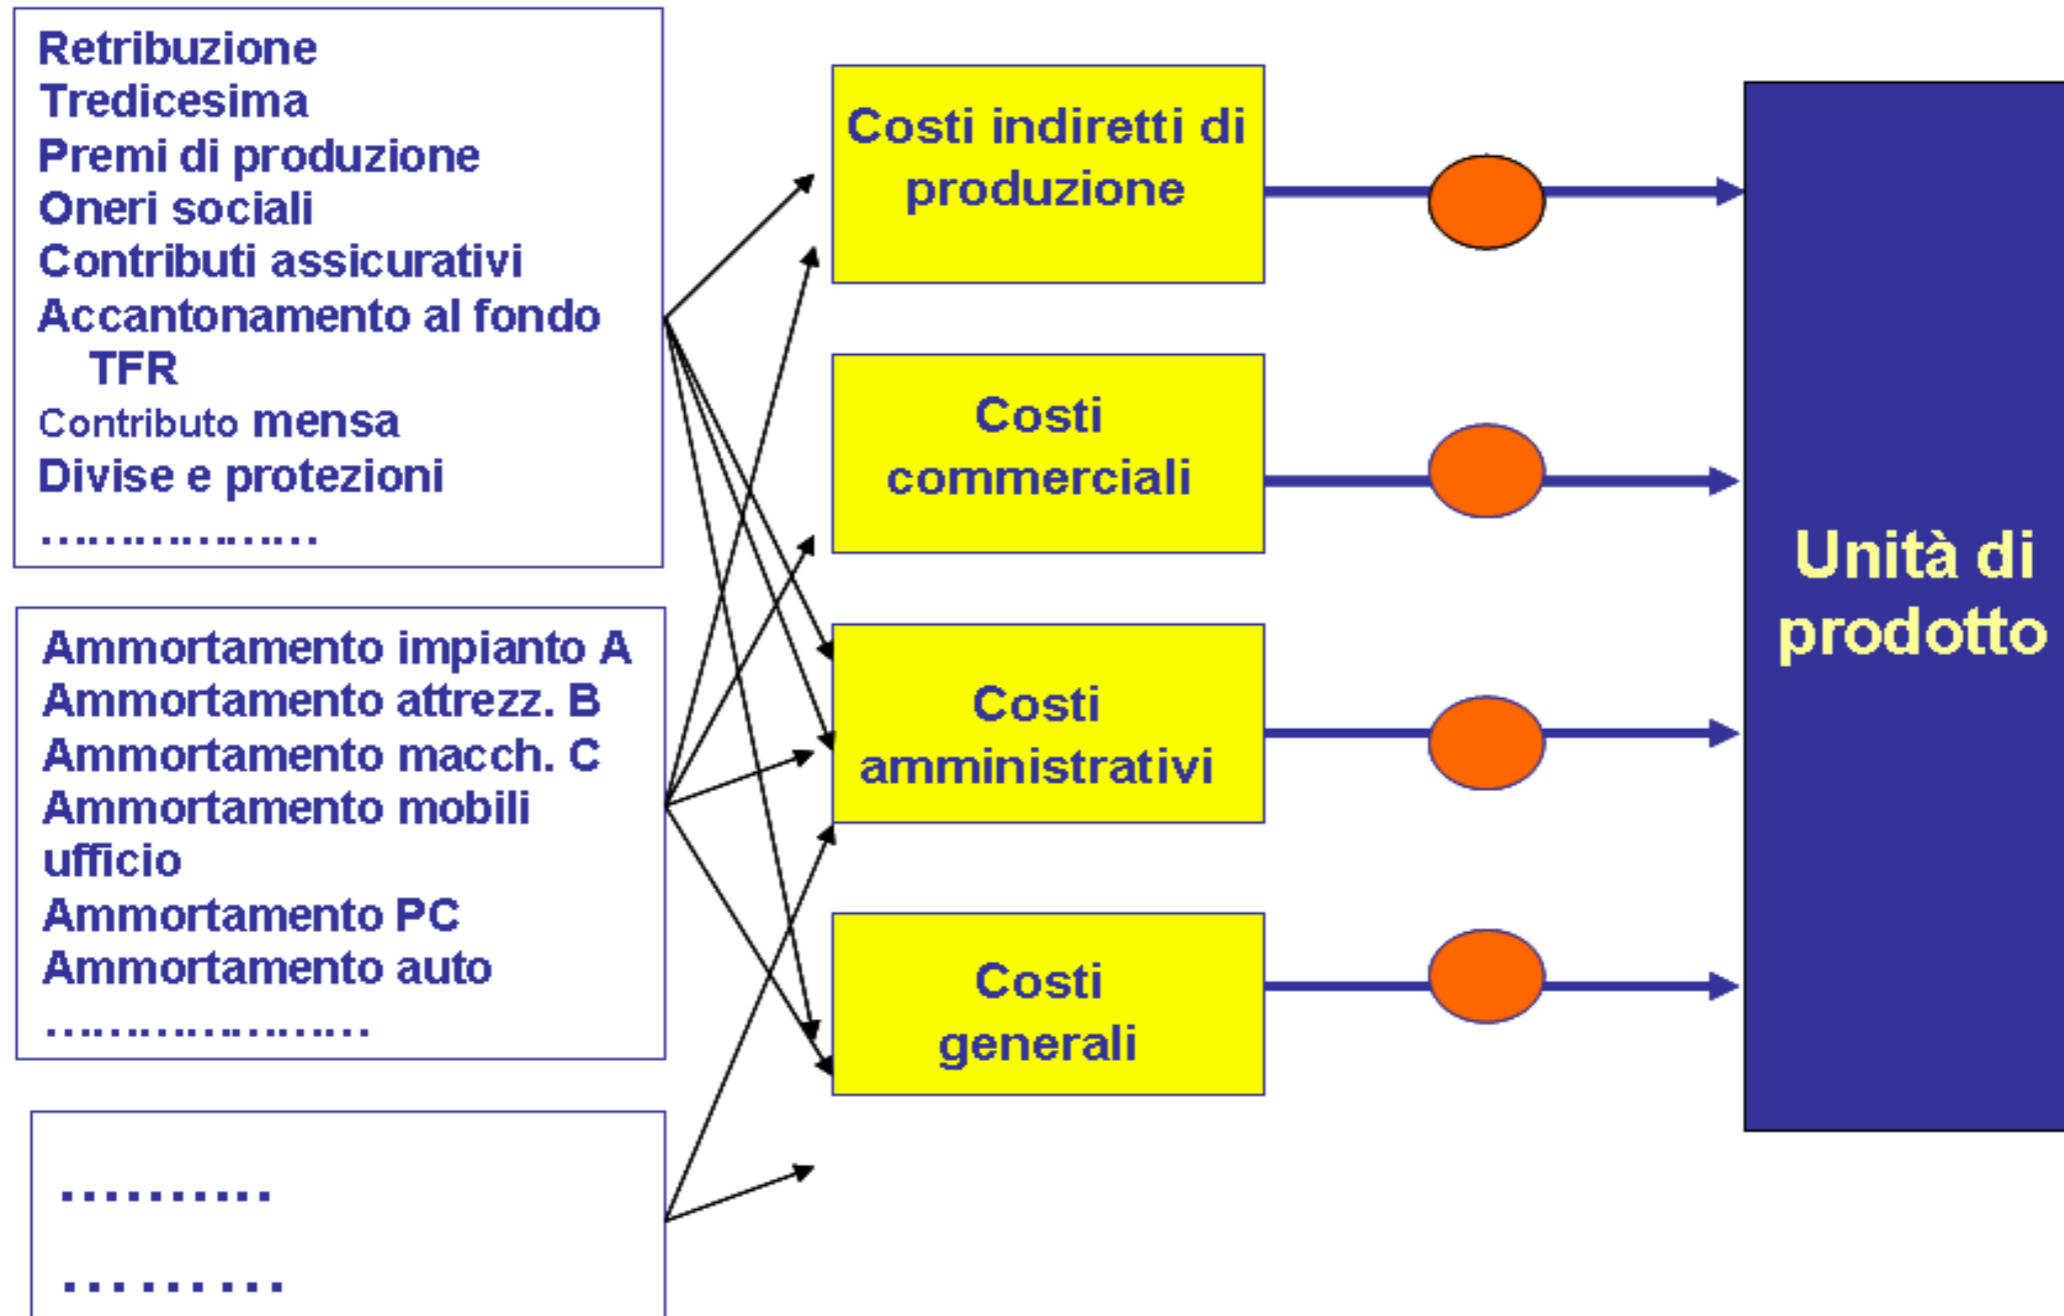 Retribuzione
Tredicesima
Premi di produzione
Oneri sociali
Contributi assicurativi
Accantonamento al fondo
TFR
Contributo mensa
Divise e protezioni
………………
Ammortamento impianto A
Ammortamento attrezz. B
Ammortamento macch. C
Ammortamento mobili
ufficio
Ammortamento PC
Ammortamento auto
…………………
……….
………
Costi indiretti di
produzione
Costi
commerciali
Costi
amministrativi
Costi
generali
Unità di
prodotto